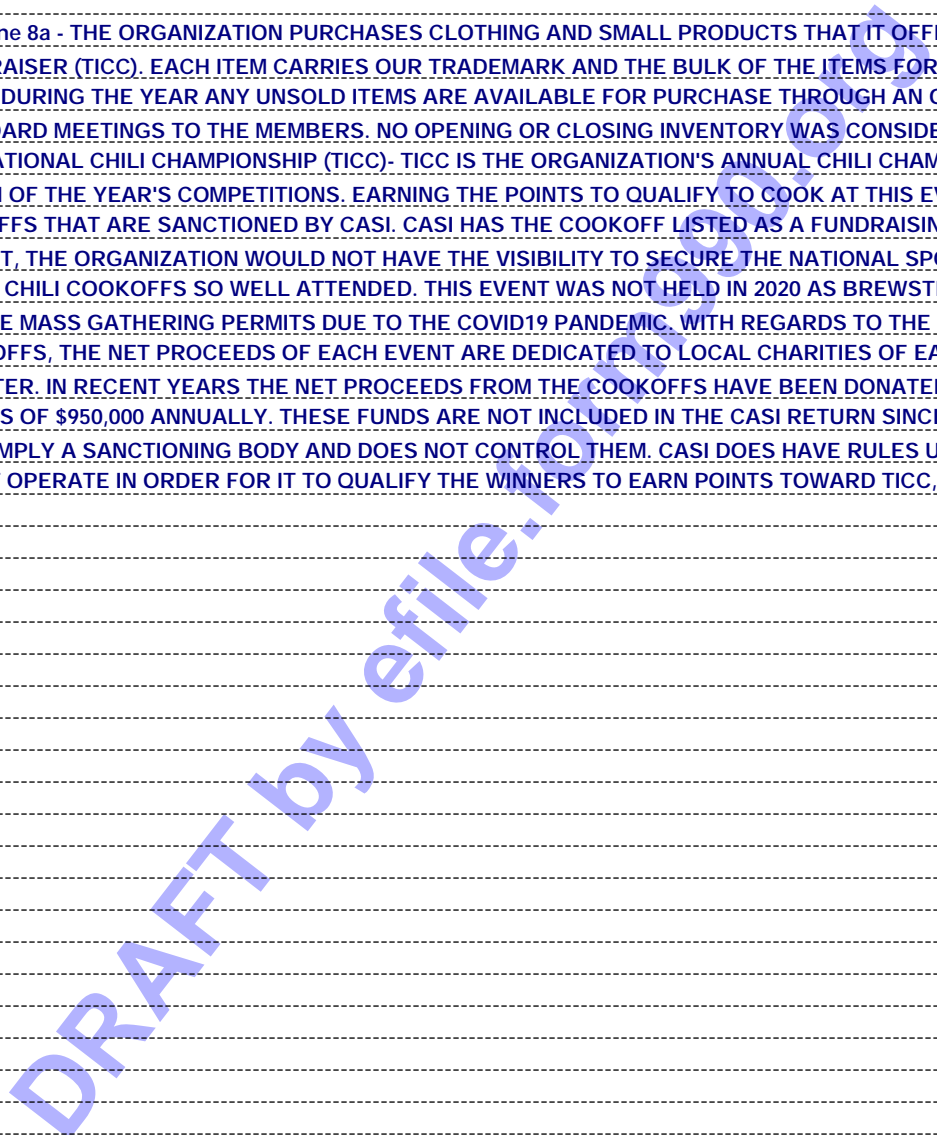 ne 8a - THE ORGANIZATION PURCHASES CLOTHING AND SMALL PRODUCTS THAT IT OFF
AISER (TICC). EACH ITEM CARRIES OUR TRADEMARK AND THE BULK OF THE ITEMS FOR
DURING THE YEAR ANY UNSOLD ITEMS ARE AVAILABLE FOR PURCHASE THROUGH AN
ARD MEETINGS TO THE MEMBERS. NO OPENING OR CLOSING INVENTORY WAS CONSIDE
ATIONAL CHILI CHAMPIONSHIP (TICC)- TICC IS THE ORGANIZATION'S ANNUAL CHILI CHAM
OF THE YEAR'S COMPETITIONS. EARNING THE POINTS TO QUALIFY TO COOK AT THIS E
FFS THAT ARE SANCTIONED BY CASI. CASI HAS THE COOKOFF LISTED AS A FUNDRAISIN
T, THE ORGANIZATION WOULD NOT HAVE THE VISIBILITY TO SECURE THE NATIONAL SP
CHILI COOKOFFS SO WELL ATTENDED. THIS EVENT WAS NOT HELD IN 2020 AS BREWST
E MASS GATHERING PERMITS DUE TO THE COVID19 PANDEMIC. WITH REGARDS TO THE
OFFS, THE NET PROCEEDS OF EACH EVENT ARE DEDICATED TO LOCAL CHARITIES OF EA
TER. IN RECENT YEARS THE NET PROCEEDS FROM THE COOKOFFS HAVE BEEN DONATE
S OF $950,000 ANNUALLY. THESE FUNDS ARE NOT INCLUDED IN THE CASI RETURN SINC
MPLY A SANCTIONING BODY AND DOES NOT CONTROL THEM. CASI DOES HAVE RULES U
OPERATE IN ORDER FOR IT TO QUALIFY THE WINNERS TO EARN POINTS TOWARD TICC,
DRAFT by efile.form990.org